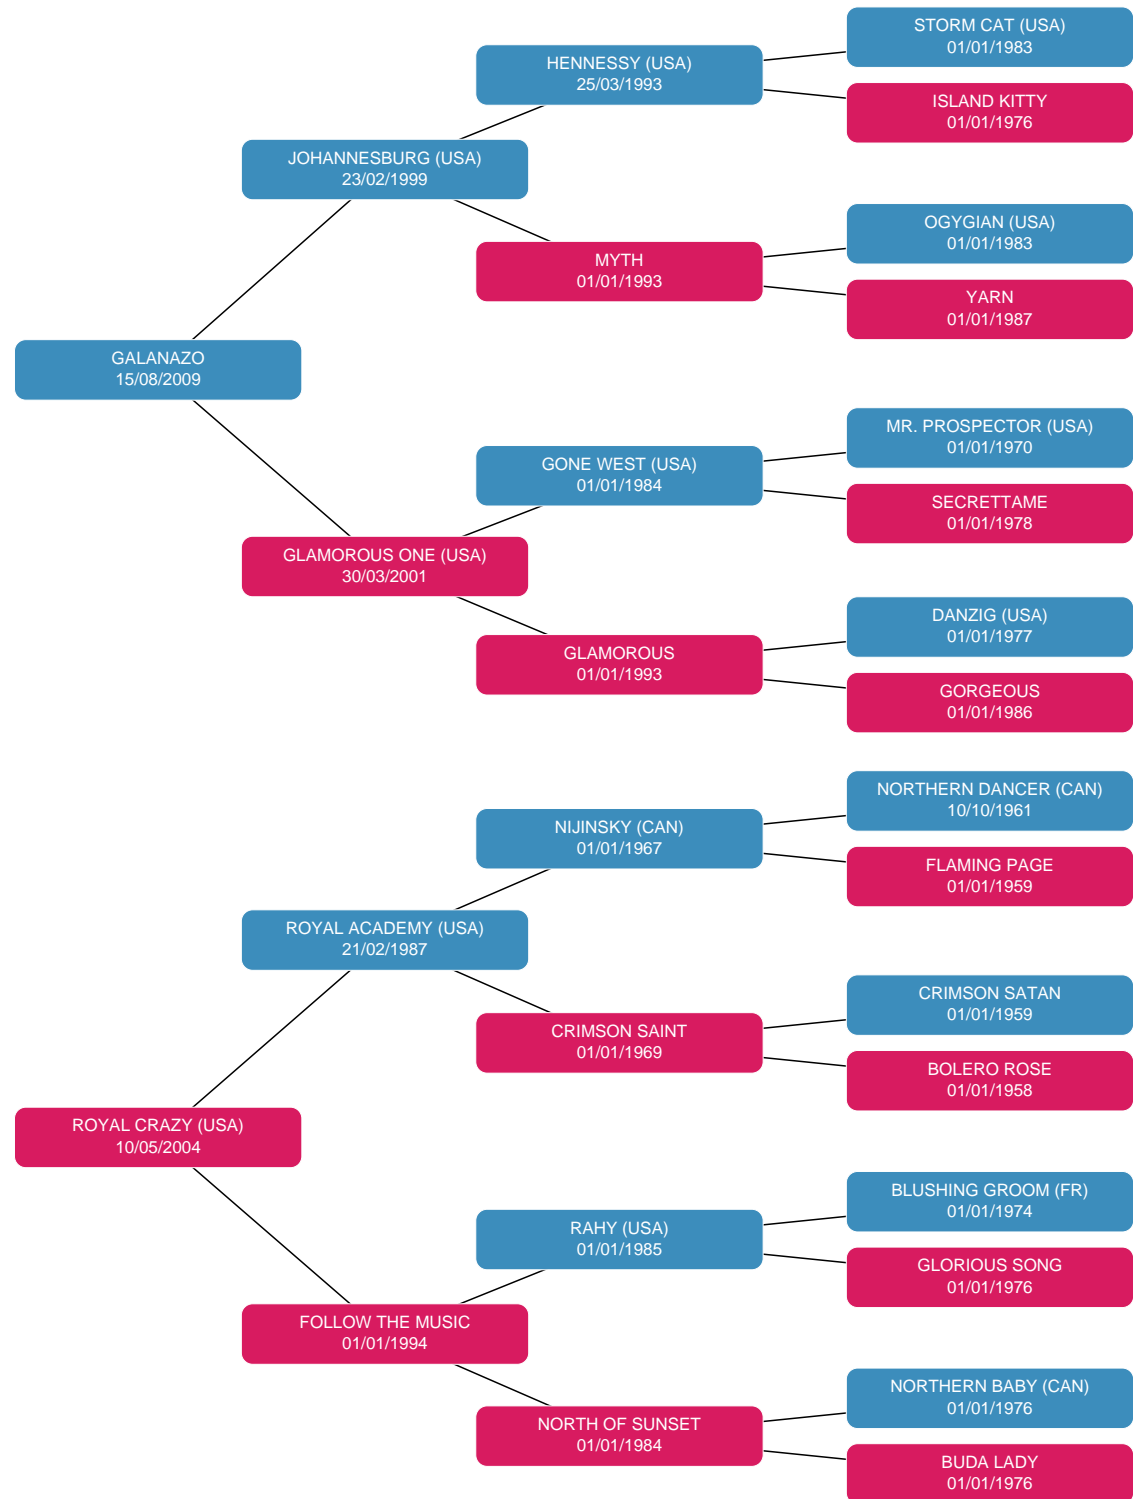 STORM CAT (USA)
01/01/1983
HENNESSY (USA)
25/03/1993
ISLAND KITTY
01/01/1976
JOHANNESBURG (USA)
23/02/1999
OGYGIAN (USA)
01/01/1983
MYTH
01/01/1993
YARN
01/01/1987
GALANAZO
15/08/2009
MR. PROSPECTOR (USA)
01/01/1970
GONE WEST (USA)
01/01/1984
SECRETTAME
01/01/1978
GLAMOROUS ONE (USA)
30/03/2001
DANZIG (USA)
01/01/1977
GLAMOROUS
01/01/1993
GORGEOUS
01/01/1986
NORTHERN DANCER (CAN)
10/10/1961
NIJINSKY (CAN)
01/01/1967
FLAMING PAGE
01/01/1959
ROYAL ACADEMY (USA)
21/02/1987
CRIMSON SATAN
01/01/1959
CRIMSON SAINT
01/01/1969
BOLERO ROSE
01/01/1958
ROYAL CRAZY (USA)
10/05/2004
BLUSHING GROOM (FR)
01/01/1974
RAHY (USA)
01/01/1985
GLORIOUS SONG
01/01/1976
FOLLOW THE MUSIC
01/01/1994
NORTHERN BABY (CAN)
01/01/1976
NORTH OF SUNSET
01/01/1984
BUDA LADY
01/01/1976